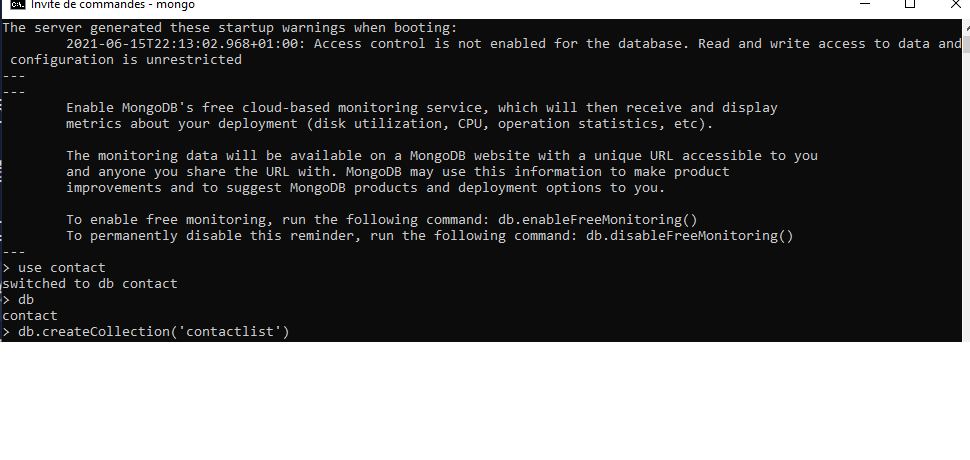 Invite de commandes - mongo
The server generated these startup warnings when booting:
2021-06-15T22:13:02.968+01:00: Access control is not enabled for the database. Read and write access to data and
configuration is unrestricted
---
---
Enable MongoDB's free cloud-based monitoring service, which will then receive and display
metrics about your deployment (disk utilization, CPU, operation statistics, etc).
The monitoring data will be available on a MongoDB website with a unique URL accessible to you
and anyone you share the URL with. MongoDB may use this information to make product
improvements and to suggest MongoDB products and deployment options to you.
To enable free monitoring, run the following command: db.enableFreeMonitoring()
To permanently disable this reminder, run the following command: db.disableFreeMonitoring()
---
> use contact
switched to db contact
> db
contact
> db.createCollection('contactlist')